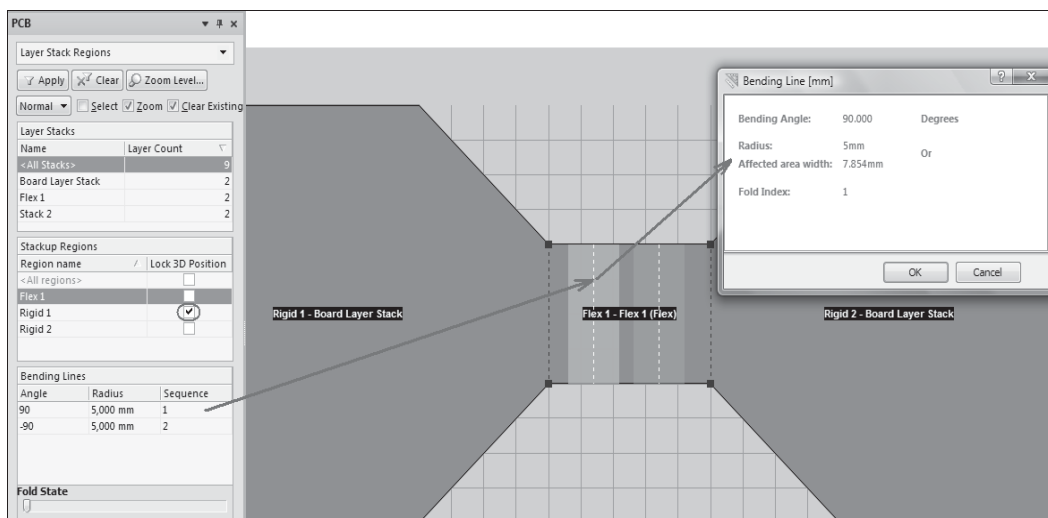 PCB
Layer Stack Regions
Apply Clear Zoom Level...
Normal Select Zoom Clear Existing
Layer Stacks
Name Layer Count
<All Stacks> 9
Board Layer Stack 2
Flex 1 2
Stack 2 2
Stackup Regions
Region name / Lock 3D Position
<All regions>
Flex 1
Rigid 1
Rigid 2
Bending Lines
Angle Radius Sequence
90 5,000 mm 1
-90 5,000 mm 2
Fold State
Rigid 1 - Board Layer Stack
Flex 1 - Flex 1 (Flex)
Rigid 2 - Board Layer Stack
Bending Line [mm]
Bending Angle: 90.000 Degrees
Radius: 5mm
Or
Affected area width: 7.854mm
Fold Index: 1
OK Cancel